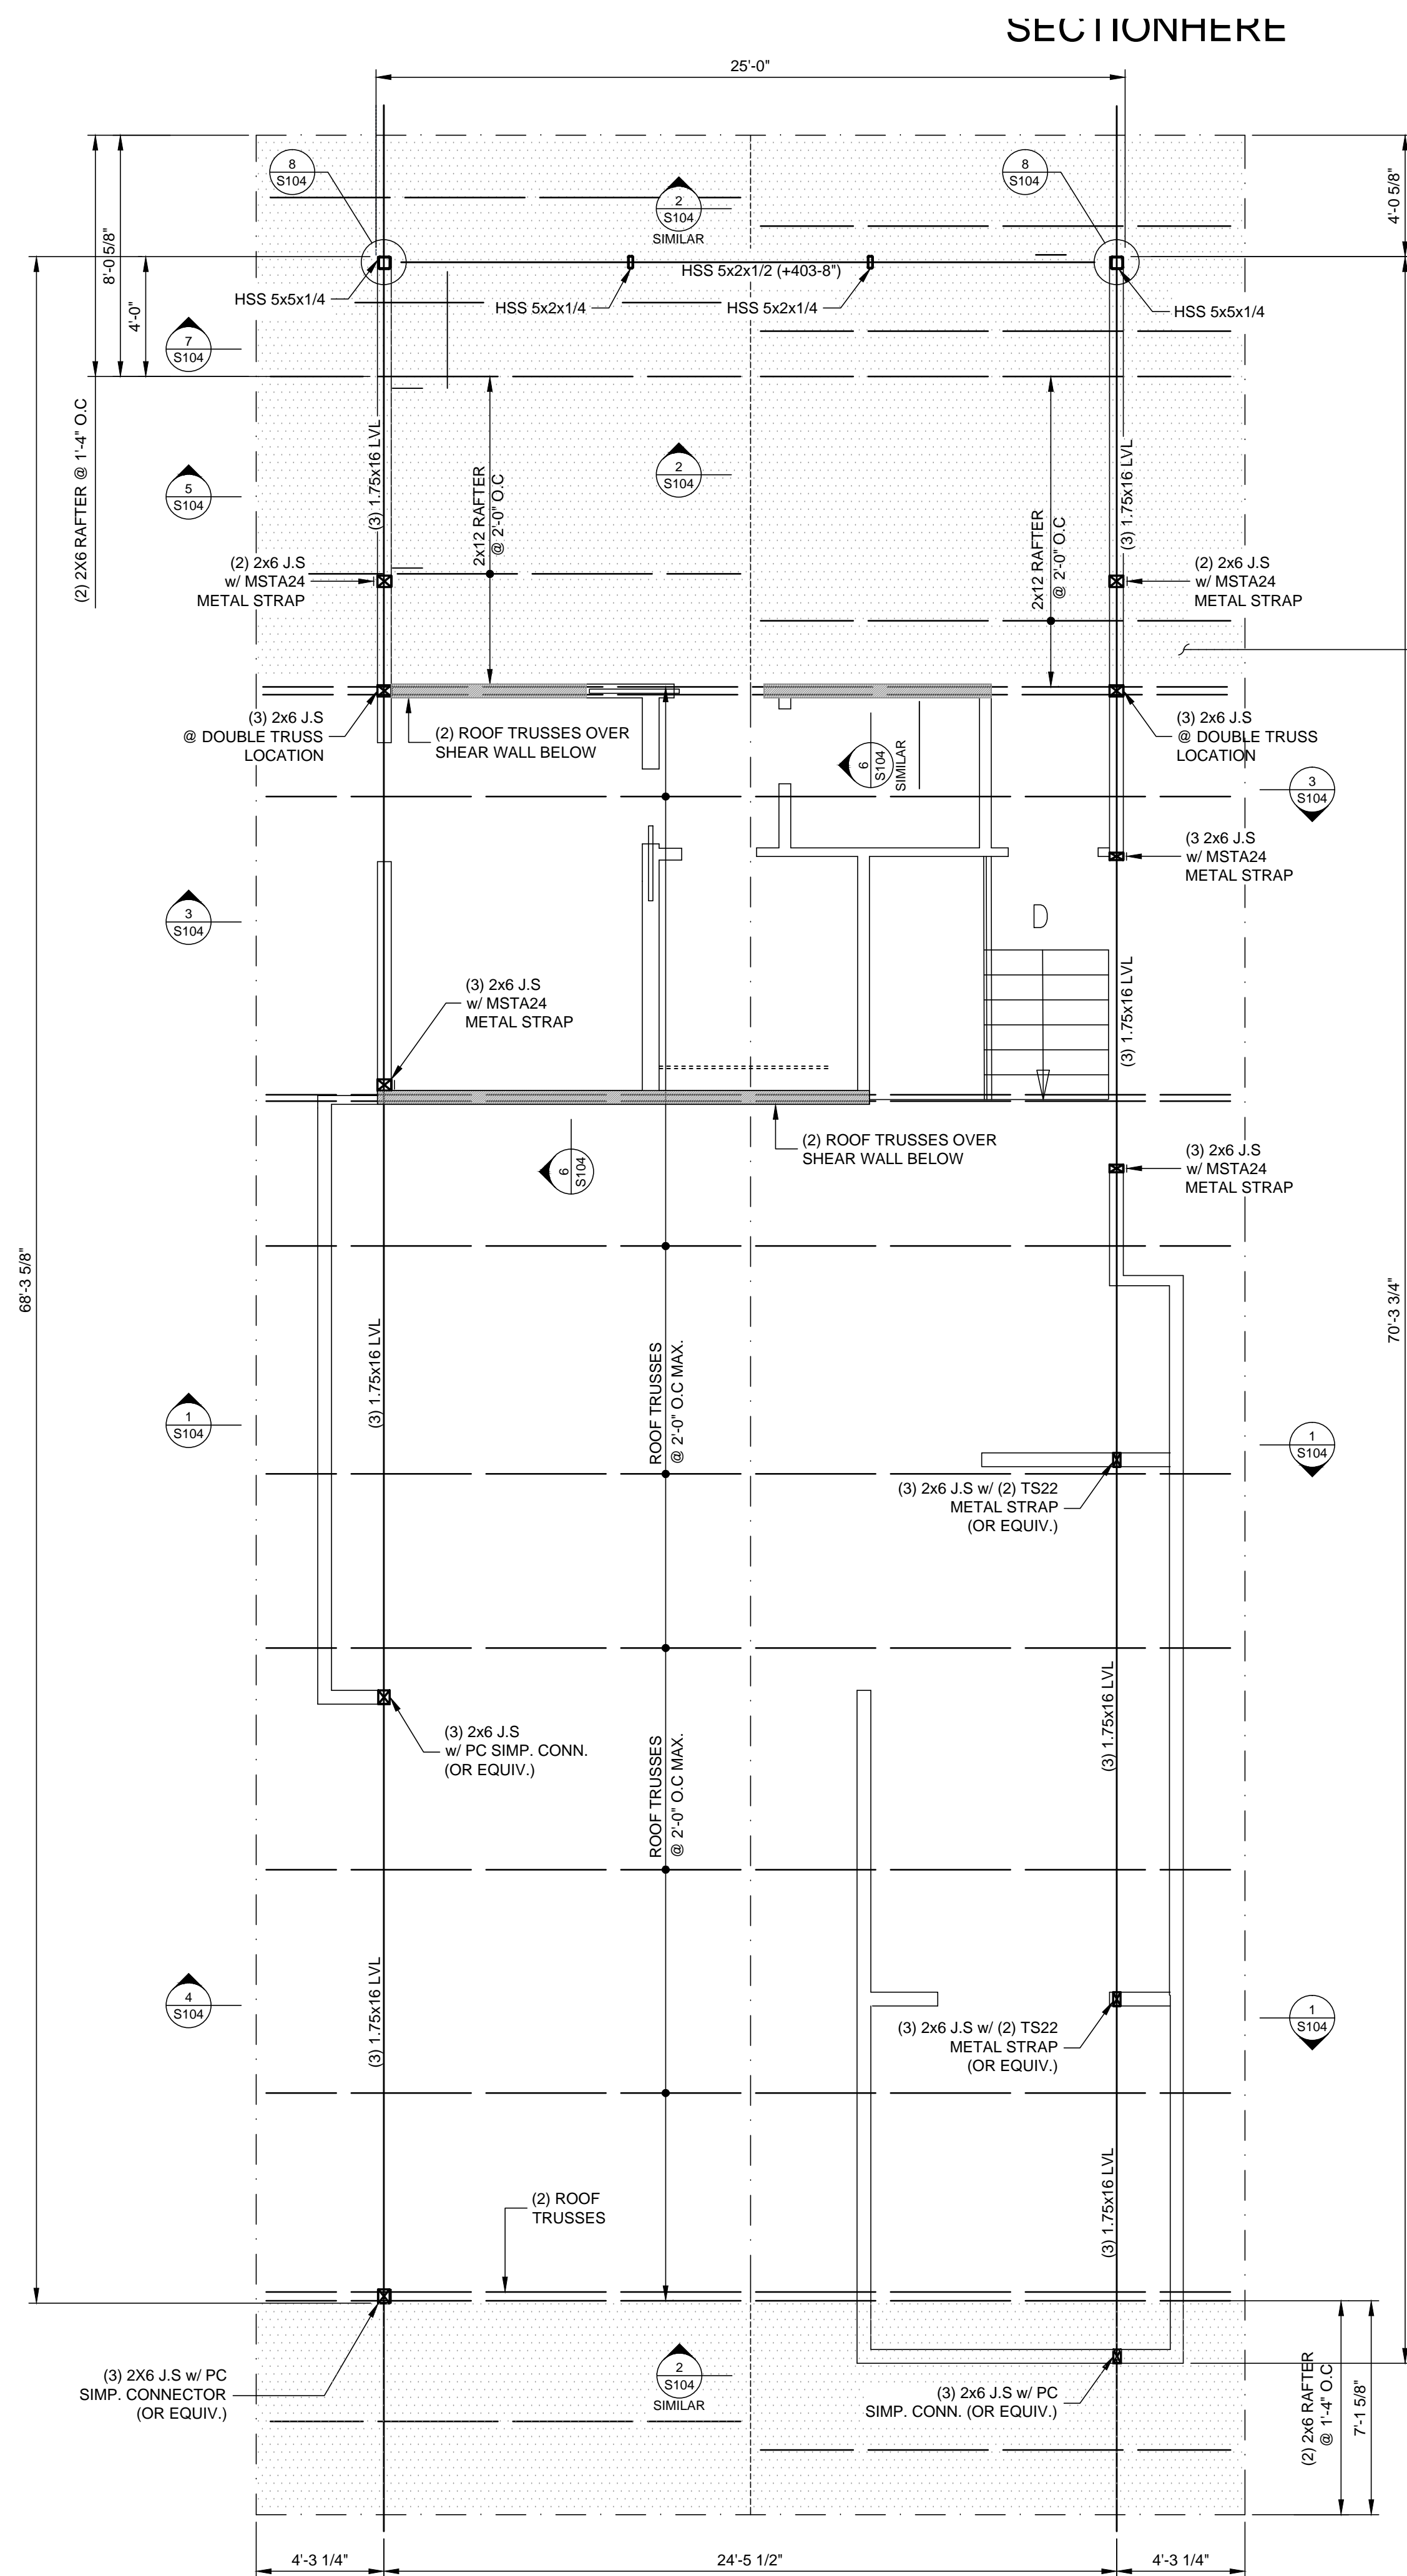 SECTIONHERE
25'-0"
8
S104
2
S104
SIMILAR
8
S104
4'-0 5/8"
8'-0 5/8"
4'-0"
HSS 5x2x1/2 (+403-8")
HSS 5x5x1/4
HSS 5x2x1/4
HSS 5x2x1/4
HSS 5x5x1/4
7
S104
(2) 2X6 RAFTER @ 1'-4" O.C
5
S104
(3) 1.75x16 LVL
2x12 RAFTER
@ 2'-0" O.C
2
S104
2x12 RAFTER
@ 2'-0" O.C
(3) 1.75x16 LVL
(2) 2x6 J.S
w/ MSTA24
METAL STRAP
(2) 2x6 J.S
w/ MSTA24
METAL STRAP
(3) 2x6 J.S
@ DOUBLE TRUSS
LOCATION
(2) ROOF TRUSSES OVER
SHEAR WALL BELOW
6
S104
SIMILAR
(3) 2x6 J.S
@ DOUBLE TRUSS
LOCATION
3
S104
(3 2x6 J.S
w/ MSTA24
METAL STRAP
3
S104
D
(3) 2x6 J.S
w/ MSTA24
METAL STRAP
(3) 1.75x16 LVL
(2) ROOF TRUSSES OVER
SHEAR WALL BELOW
6
S104
(3) 2x6 J.S
w/ MSTA24
METAL STRAP
68'-3 5/8"
70'-3 3/4"
(3) 1.75x16 LVL
ROOF TRUSSES
@ 2'-0" O.C MAX.
1
S104
1
S104
(3) 2x6 J.S w/ (2) TS22
METAL STRAP
(OR EQUIV.)
(3) 1.75x16 LVL
(3) 2x6 J.S
w/ PC SIMP. CONN.
(OR EQUIV.)
ROOF TRUSSES
@ 2'-0" O.C MAX.
(3) 1.75x16 LVL
4
S104
(3) 2x6 J.S w/ (2) TS22
METAL STRAP
(OR EQUIV.)
1
S104
(3) 1.75x16 LVL
(2) ROOF
TRUSSES
(3) 2X6 J.S w/ PC
SIMP. CONNECTOR
(OR EQUIV.)
2
S104
SIMILAR
(3) 2x6 J.S w/ PC
SIMP. CONN. (OR EQUIV.)
(2) 2x6 RAFTER
@ 1'-4" O.C
7'-1 5/8"
4'-3 1/4"
24'-5 1/2"
4'-3 1/4"